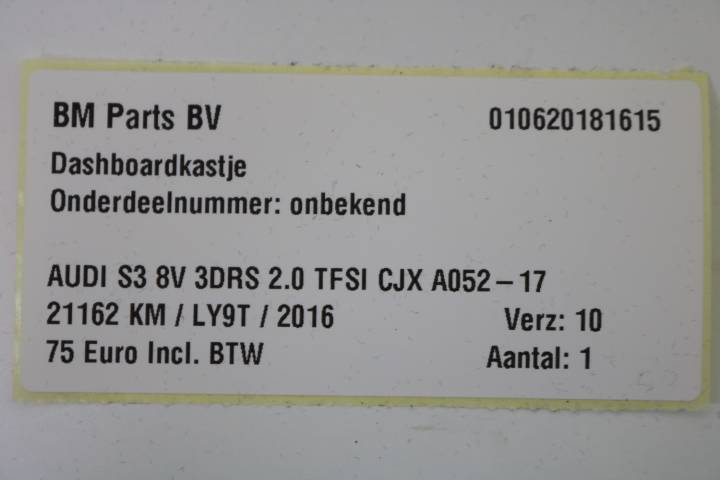 BM Parts BV 010620181615
Dashboardkastje
Onderdeelnummer: onbekend
AUDI S3 8V 3DRS 2.0 TFSI CJX A052 – 17
21162 KM / LY9T / 2016 Verz: 10
75 Euro Incl. BTW Aantal: 1